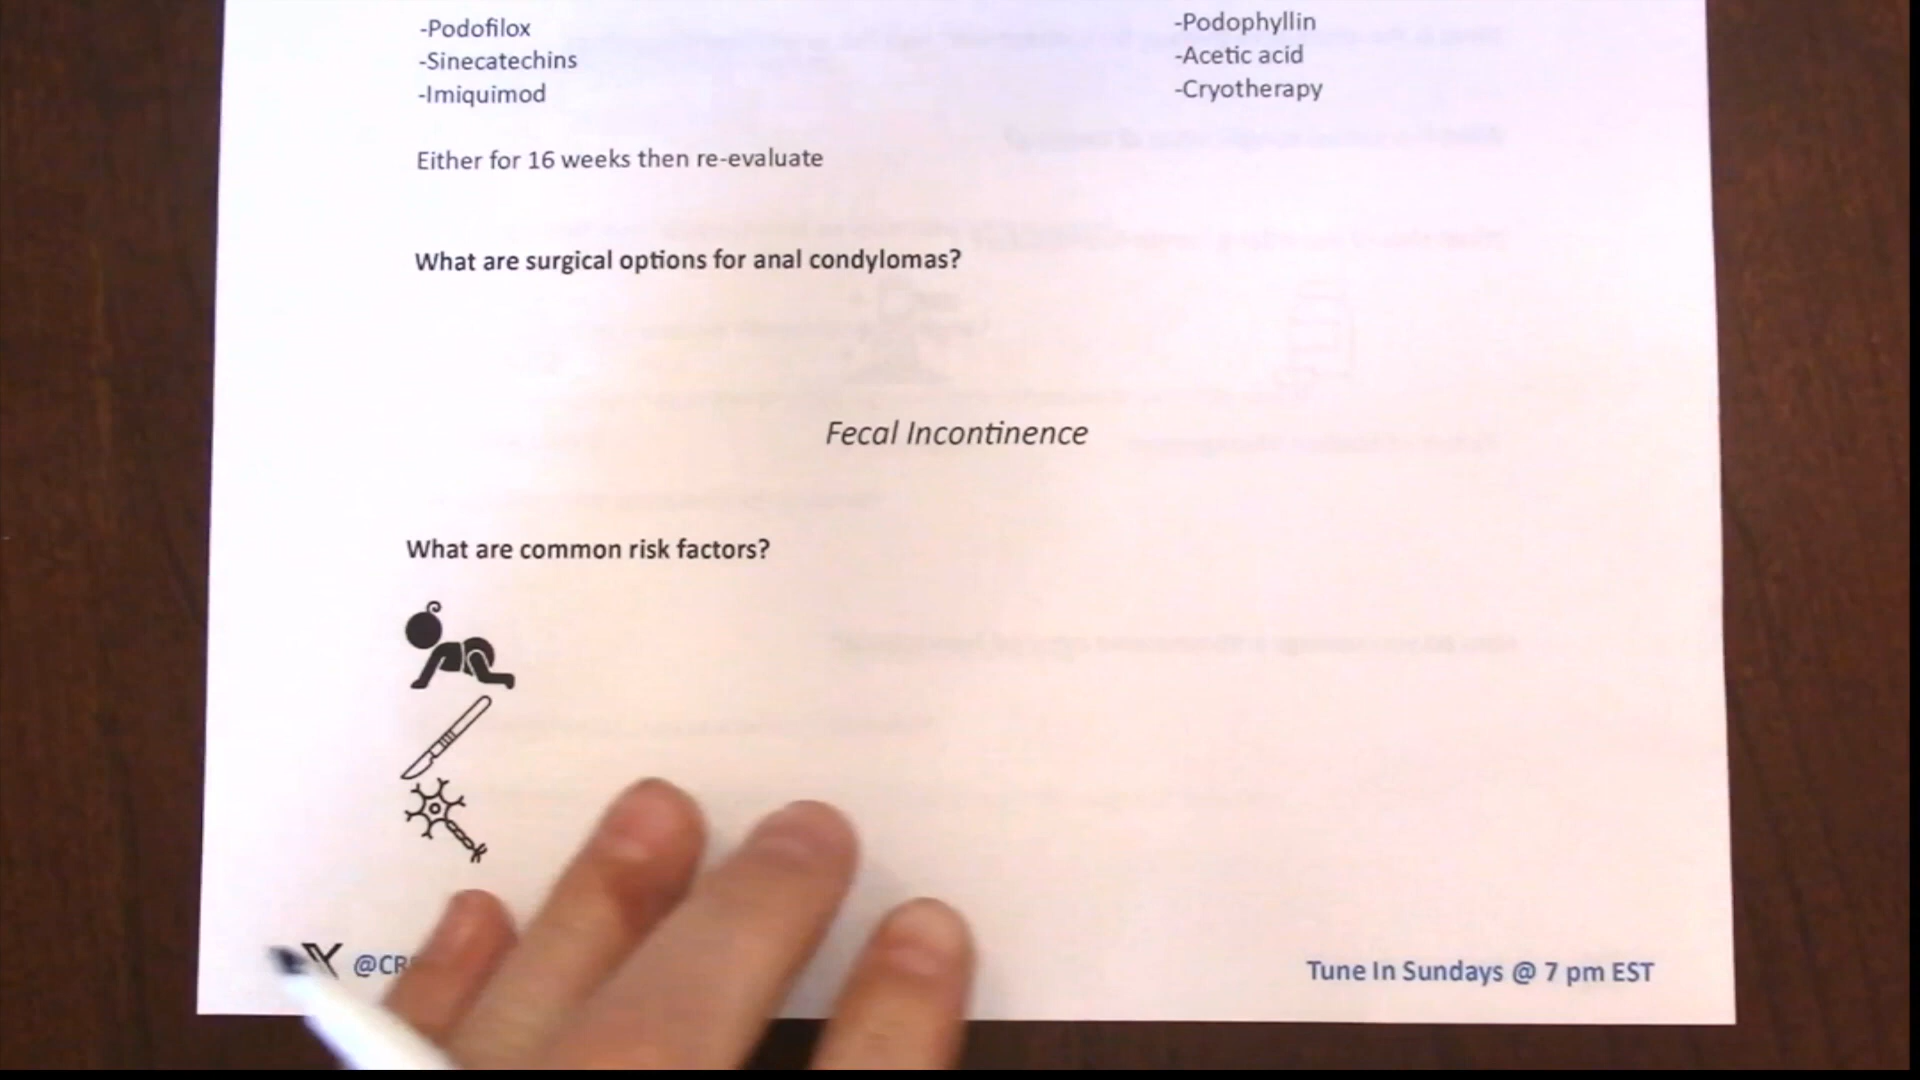 -Podofilox
-Podophyllin
-Sinecatechins
-Acetic acid
-Imiquimod
-Cryotherapy
Either for 16 weeks then re-evaluate
What are surgical options for anal condylomas?
Fecal Incontinence
What are common risk factors?
Tune In Sundays @ 7 pm EST